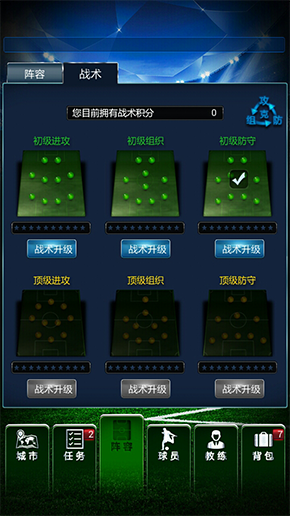 阵容 战术
您目前拥有战术积分 0
攻
克
组 防
初级进攻 初级组织 初级防守
战术升级 战术升级 战术升级
顶级进攻 顶级组织 顶级防守
战术升级 战术升级 战术升级
2 7
城市 任务 阵容 球员 教练 背包